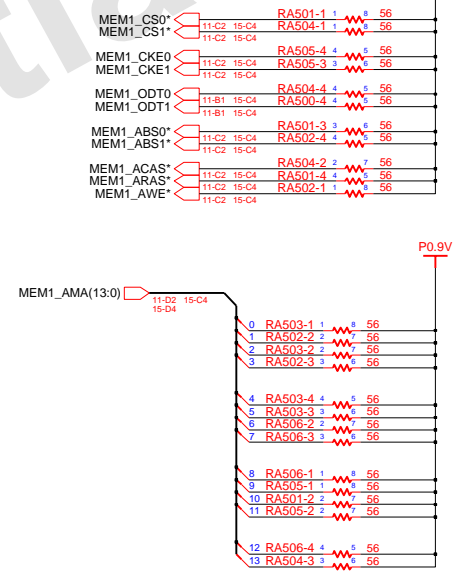 MEM1_CS0* RA501-1 1 8 56
11-C2 15-C4
MEM1_CS1* RA504-1 1 8 56
11-C2 15-C4
MEM1_CKE0 RA505-4 4 5 56
11-C2 15-C4
MEM1_CKE1 RA505-3 3 6 56
11-C2 15-C4
MEM1_ODT0 RA504-4 4 5 56
11-B1 15-C4
MEM1_ODT1 RA500-4 4 5 56
11-B1 15-C4
MEM1_ABS0* RA501-3 3 6 56
11-C2 15-C4
MEM1_ABS1* RA502-4 4 5 56
11-C2 15-C4
MEM1_ACAS* RA504-2 2 7 56
11-C2 15-C4
MEM1_ARAS* RA501-4 4 5 56
11-C2 15-C4
MEM1_AWE* RA502-1 1 8 56
11-C2 15-C4
P0.9V
MEM1_AMA(13:0)
11-D2 15-C4
15-D4
0 RA503-1 1 8 56
1 RA502-2 2 7 56
2 RA503-2 2 7 56
3 RA502-3 3 6 56
4 RA503-4 4 5 56
5 RA503-3 3 6 56
6 RA506-2 2 7 56
7 RA506-3 3 6 56
8 RA506-1 1 8 56
9 RA505-1 1 8 56
10 RA501-2 2 7 56
11 RA505-2 2 7 56
12 RA506-4 4 5 56
13 RA504-3 3 6 56